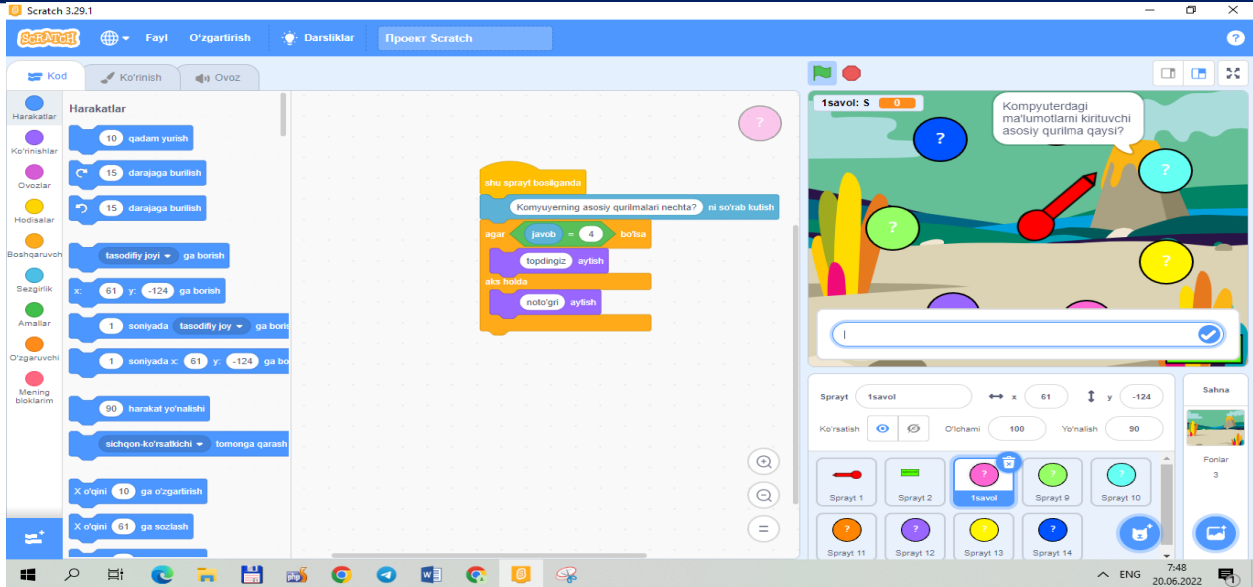 Scratch 3.29.1
SCRATCH
Fayl
O'zgartirish
Darsliklar
Проект Scratch
?
Kod
Ko'rinish
Ovoz
Harakatlar
Ko'rinishlar
Ovozlar
Hodisalar
Boshqaruvch
Sezgirlik
Amallar
O'zgaruvchi
Mening
bloklarim
Harakatlar
10 qadam yurish
15 darajaga burilish
15 darajaga burilish
tasodifiy joyi ga borish
x: 61 y: -124 ga borish
1 soniyada tasodifiy joy ga boris
1 soniyada x: 61 y: -124 ga bo
90 harakat yo'nalishi
sichqon-ko'rsatkichi tomonga qarash
X o'qini 10 ga o'zgartirish
X o'qini 61 ga sozlash
?
shu sprayt bosilganda
Komyuyerning asosiy qurilmalari nechta? ni so'rab kutish
agar javob = 4 bo'lsa
topdingiz aytish
aks holda
noto'gri aytish
1savol: S 0
Kompyuterdagi
ma'lumotlarni kirituvchi
asosiy qurilma qaysi?
?
?
?
?
Sprayt 1savol x 61 y -124
Ko'rsatish O'lchami 100 Yo'nalish 90
? ? ?
Sprayt 1 Sprayt 2 1savol Sprayt 9 Sprayt 10
? ? ? ?
Sprayt 11 Sprayt 12 Sprayt 13 Sprayt 14
Sahna
Fonlar
3
php5
W
ENG
7:48
20.06.2022
1